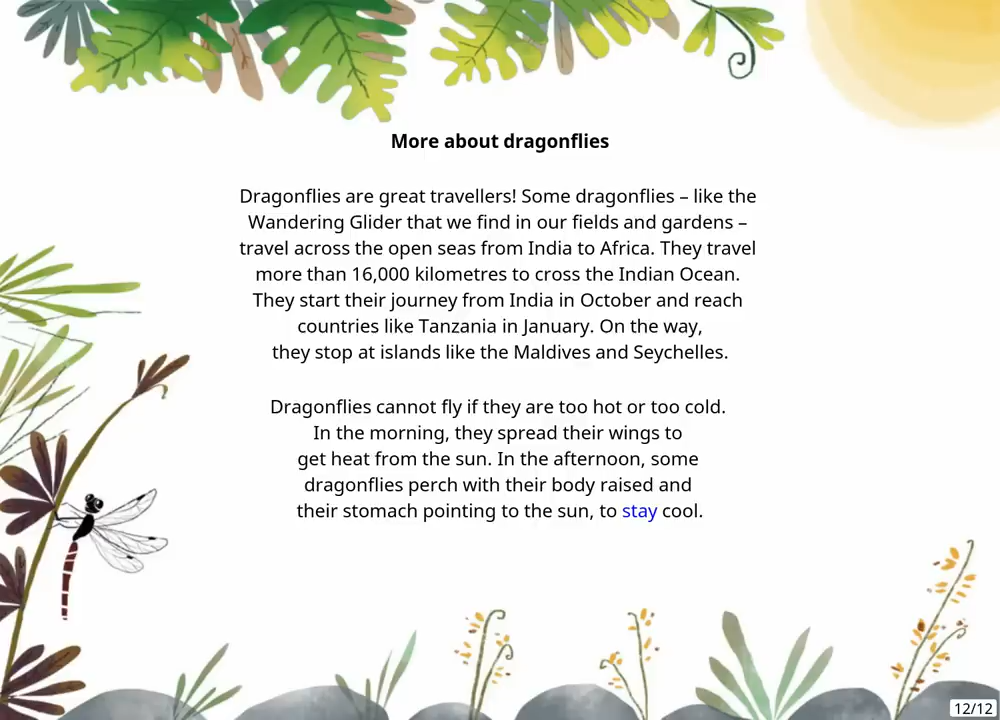 More about dragonflies
Dragonflies are great travellers! Some dragonflies – like the
Wandering Glider that we find in our fields and gardens –
travel across the open seas from India to Africa. They travel
more than 16,000 kilometres to cross the Indian Ocean.
They start their journey from India in October and reach
countries like Tanzania in January. On the way,
they stop at islands like the Maldives and Seychelles.
Dragonflies cannot fly if they are too hot or too cold.
In the morning, they spread their wings to
get heat from the sun. In the afternoon, some
dragonflies perch with their body raised and
their stomach pointing to the sun, to stay cool.
12/12